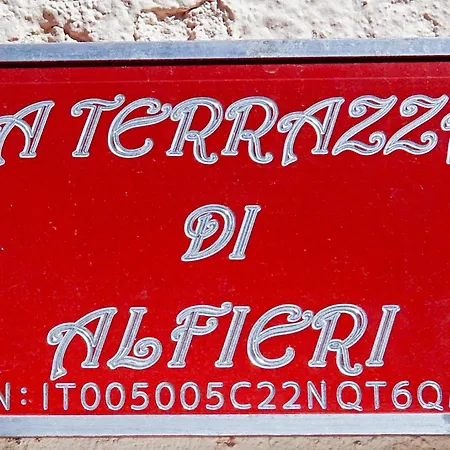 A TERRAZZ
DI
ALFIERI
N: IT005005C22NQT6Q